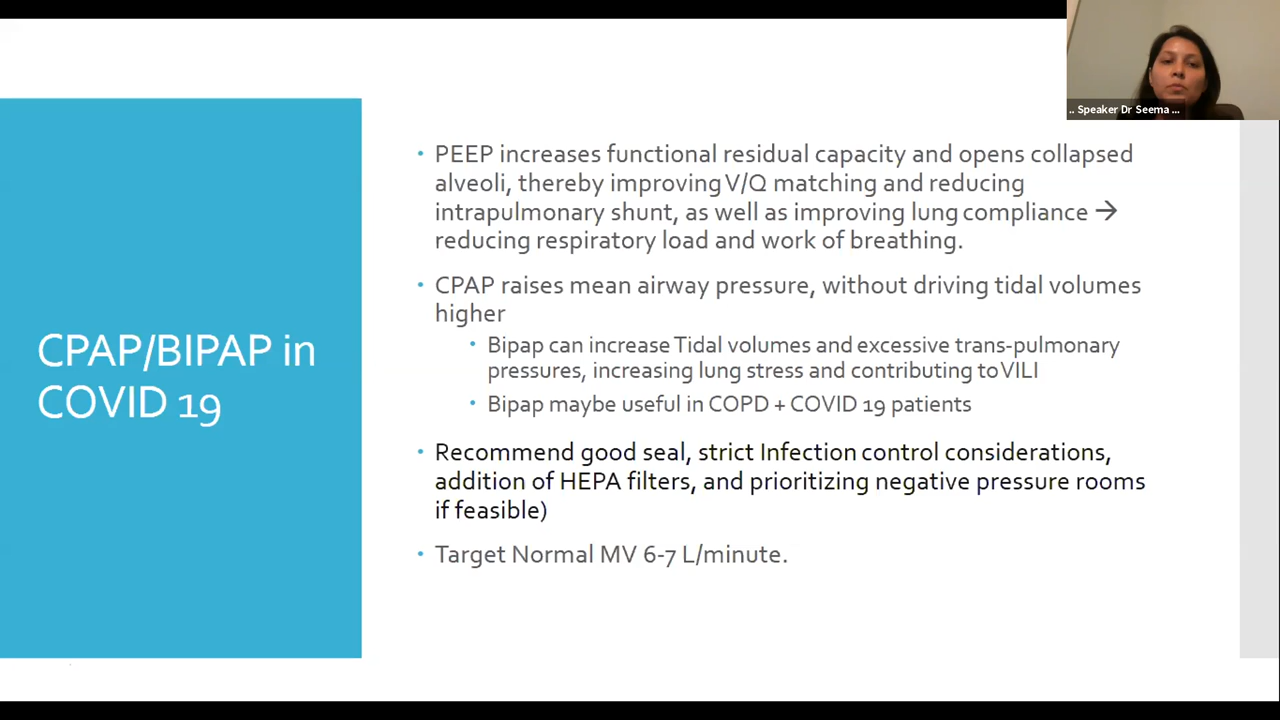 .. Speaker Dr Seema ...
CPAP/BIPAP in
COVID 19
• PEEP increases functional residual capacity and opens collapsed
alveoli, thereby improving V/Q matching and reducing
intrapulmonary shunt, as well as improving lung compliance →
reducing respiratory load and work of breathing.
• CPAP raises mean airway pressure, without driving tidal volumes
higher
• Bipap can increase Tidal volumes and excessive trans-pulmonary
pressures, increasing lung stress and contributing to VILI
• Bipap maybe useful in COPD + COVID 19 patients
• Recommend good seal, strict Infection control considerations,
addition of HEPA filters, and prioritizing negative pressure rooms
if feasible)
• Target Normal MV 6-7 L/minute.